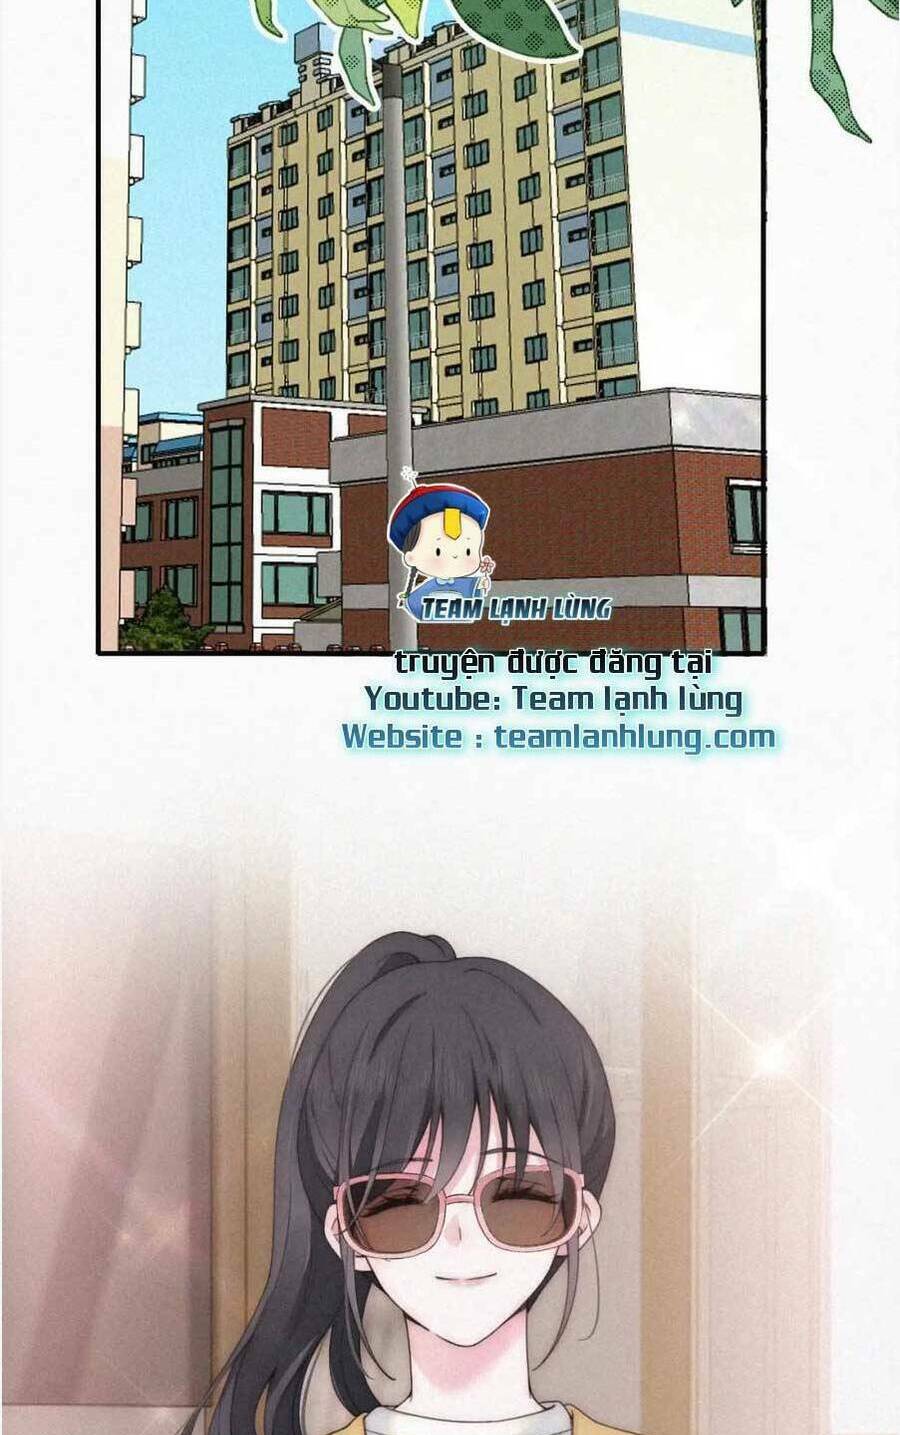 TEAM LẠNH LÙNG
truyện được đăng tại
Youtube: Team lạnh lùng
Website : teamlanhlung.com